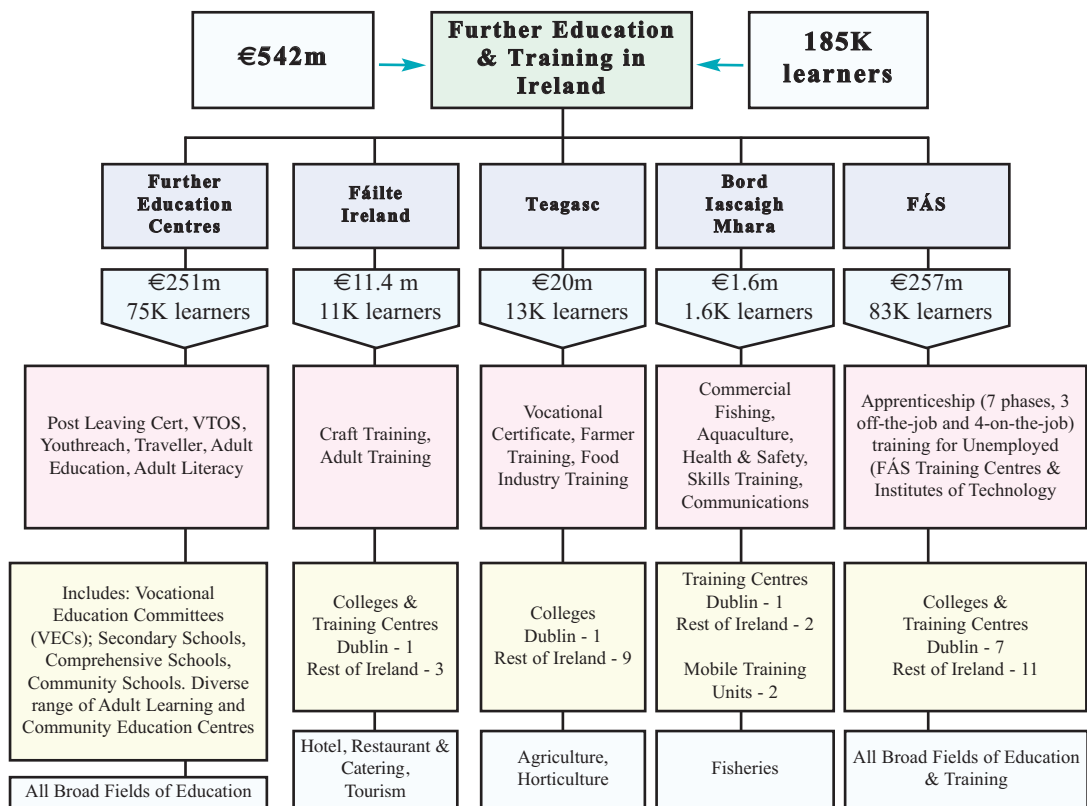 €542m
Further Education
& Training in
Ireland
185K
learners
Further
Education
Centres
Fáilte
Ireland
Teagasc
Bord
Iascaigh
Mhara
FÁS
€251m
75K learners
€11.4 m
11K learners
€20m
13K learners
€1.6m
1.6K learners
€257m
83K learners
Post Leaving Cert, VTOS,
Youthreach, Traveller, Adult
Education, Adult Literacy
Craft Training,
Adult Training
Vocational
Certificate, Farmer
Training, Food
Industry Training
Commercial
Fishing,
Aquaculture,
Health & Safety,
Skills Training,
Communications
Apprenticeship (7 phases, 3
off-the-job and 4-on-the-job)
training for Unemployed
(FÁS Training Centres &
Institutes of Technology
Includes: Vocational
Education Committees
(VECs); Secondary Schools,
Comprehensive Schools,
Community Schools. Diverse
range of Adult Learning and
Community Education Centres
Colleges &
Training Centres
Dublin - 1
Rest of Ireland - 3
Colleges
Dublin - 1
Rest of Ireland - 9
Training Centres
Dublin - 1
Rest of Ireland - 2
Mobile Training
Units - 2
Colleges &
Training Centres
Dublin - 7
Rest of Ireland - 11
All Broad Fields of Education
Hotel, Restaurant &
Catering,
Tourism
Agriculture,
Horticulture
Fisheries
All Broad Fields of Education
& Training